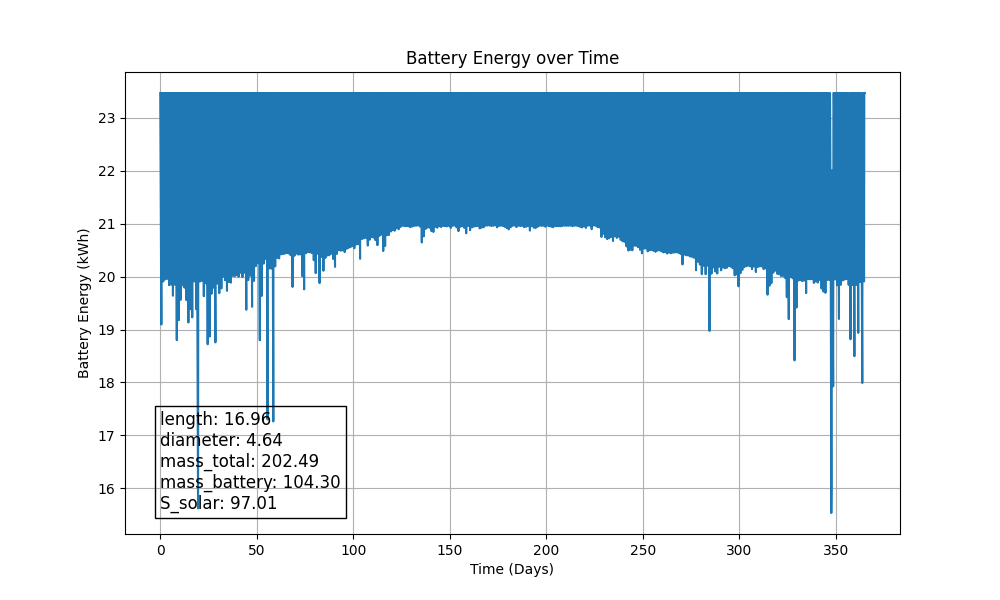 Battery Energy over Time
Battery Energy (kWh)
23
22
21
20
19
18
17
16
length: 16.96
diameter: 4.64
mass_total: 202.49
mass_battery: 104.30
S_solar: 97.01
0 50 100 150 200 250 300 350
Time (Days)